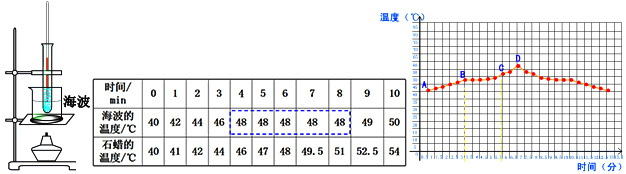 海波
时间/min 0 1 2 3 4 5 6 7 8 9 10
海波的温度/℃ 40 42 44 46 48 48 48 48 48 49 50
石蜡的温度/℃ 40 41 42 44 46 47 48 49.5 51 52.5 54
温度(℃)
A
B
C
D
时间（分）